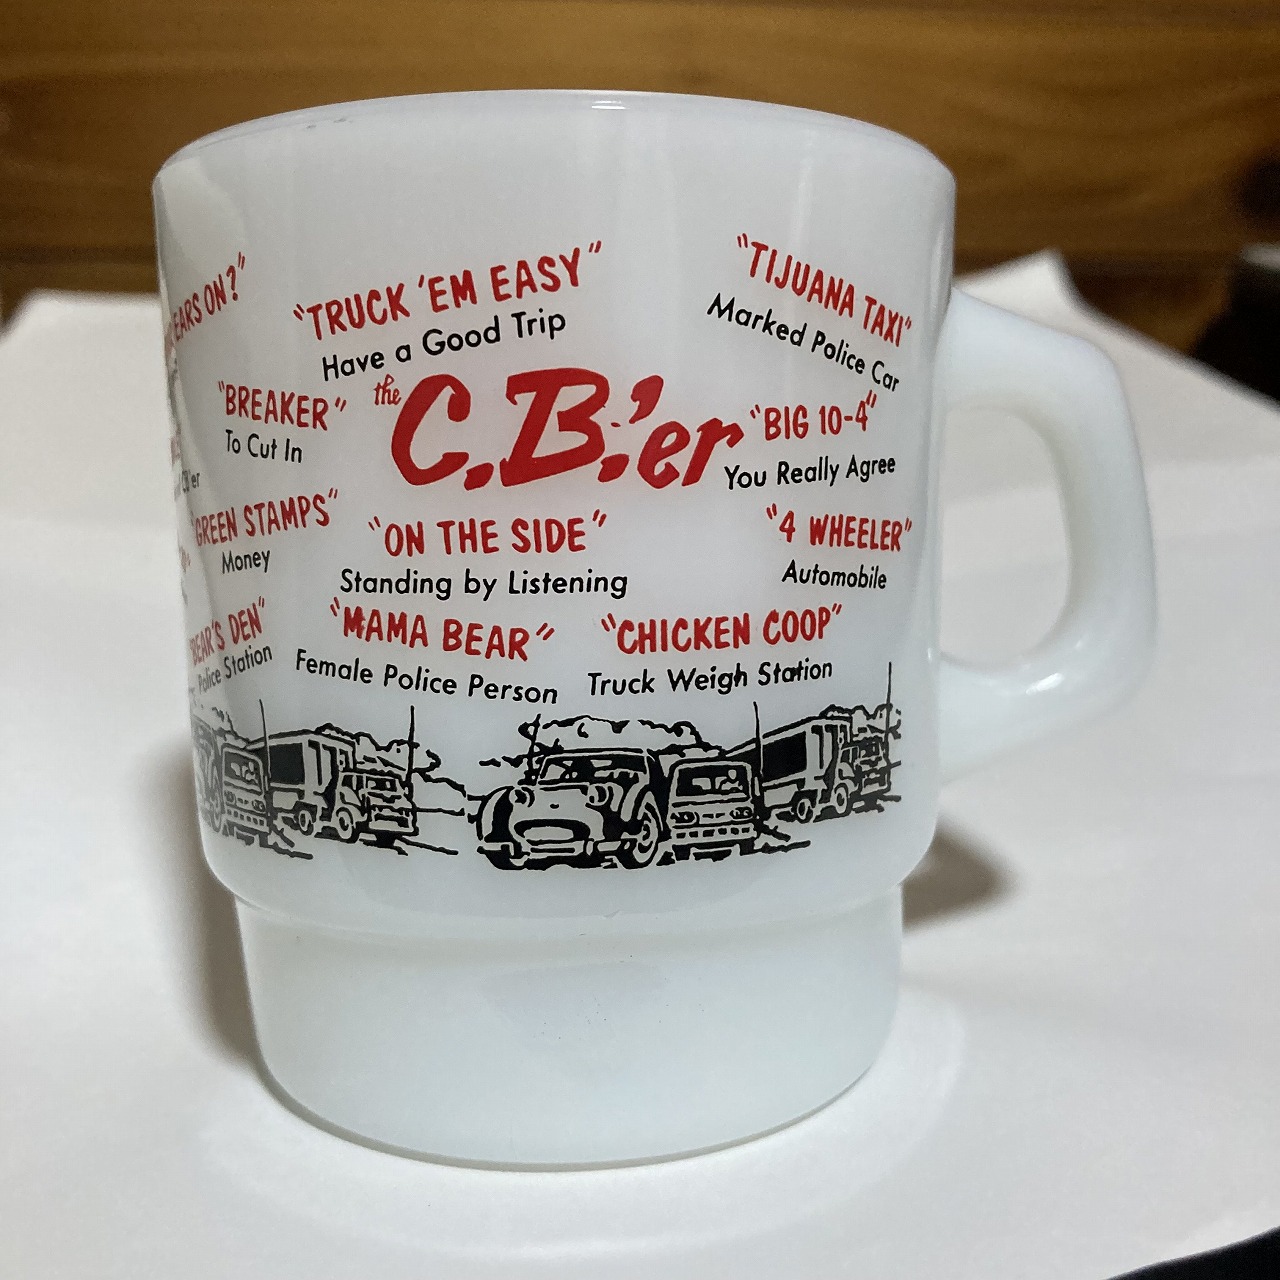 EARS ON?"
"TRUCK 'EM EASY"
Have a Good Trip
"TIJUANA TAXI"
Marked Police Car
"BREAKER"
To Cut In
the C.B.'er
"BIG 10-4"
You Really Agree
"GREEN STAMPS"
Money
"ON THE SIDE"
Standing by Listening
"4 WHEELER"
Automobile
BEAR'S DEN"
Police Station
"MAMA BEAR"
Female Police Person
"CHICKEN COOP"
Truck Weigh Station